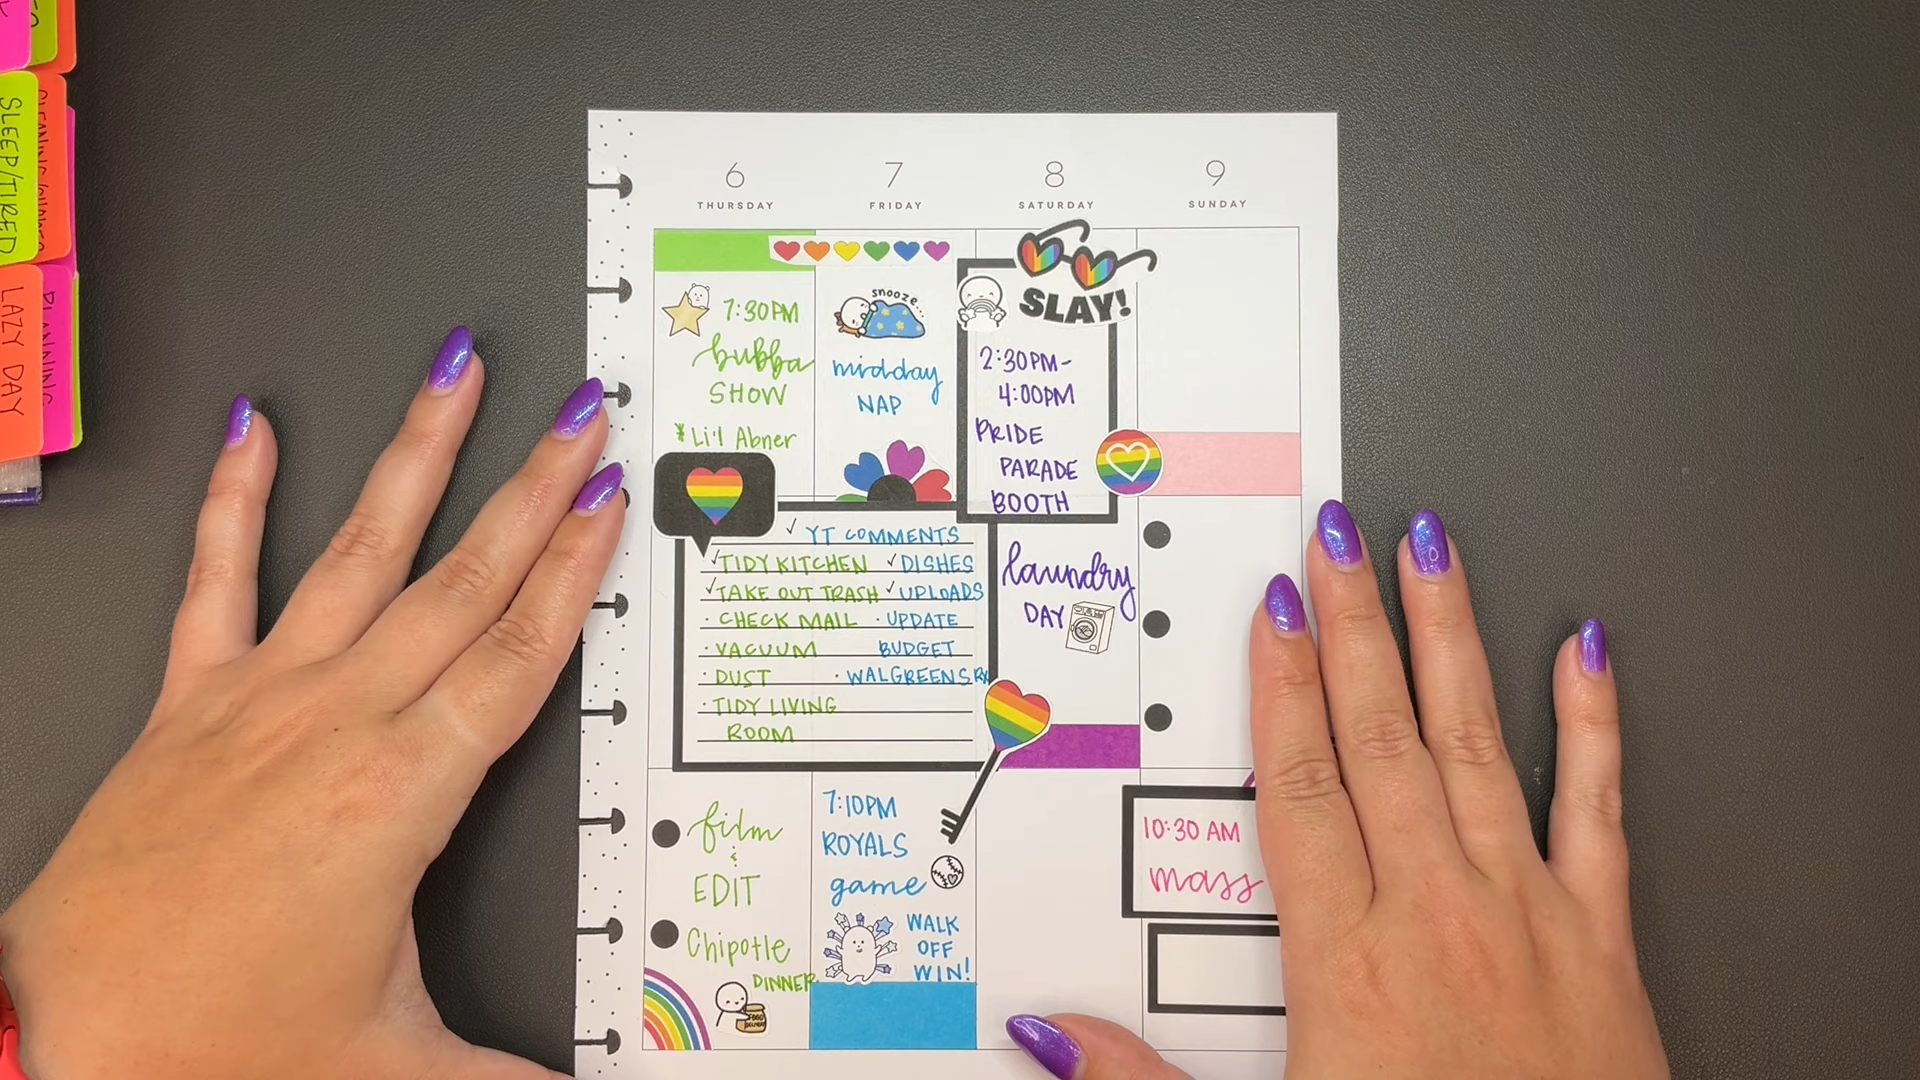 SLEEP/TIRED
LAZY DAY
PLANNING
6
THURSDAY
7
FRIDAY
8
SATURDAY
9
SUNDAY
7:30PM
bubba
SHOW
* Li'l Abner
snooze...
midday
NAP
SLAY!
2:30PM-
4:00PM
PRIDE
PARADE
BOOTH
✓ YT COMMENTS
✓TIDY KITCHEN ✓DISHES
✓TAKE OUT TRASH ✓UPLOADS
· CHECK MAIL · UPDATE
· VACUUM BUDGET
· DUST · WALGREENS RX
· TIDY LIVING
ROOM
laundry
DAY
film
&
EDIT
Chipotle
DINNER
FOOD
DELIVERY
7:10PM
ROYALS
game
WALK
OFF
WIN!
10:30 AM
mass